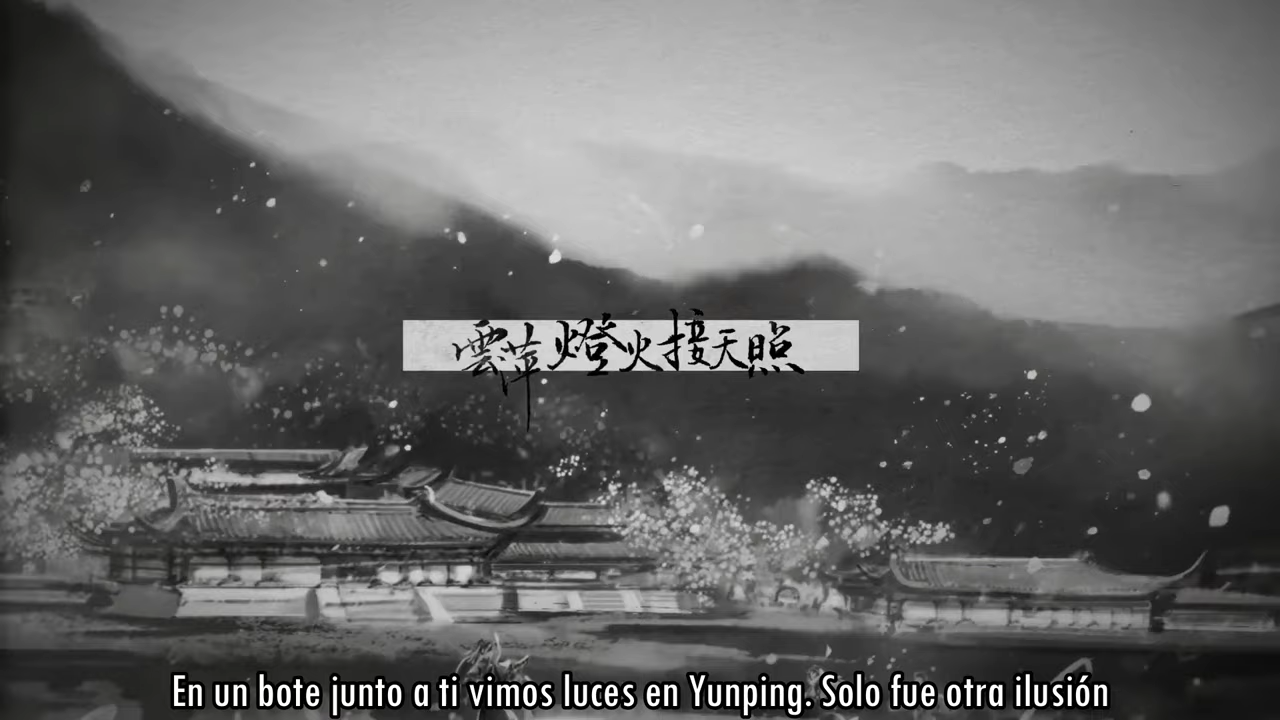 雲萍燈火接天照
En un bote junto a ti vimos luces en Yunping. Solo fue otra ilusión